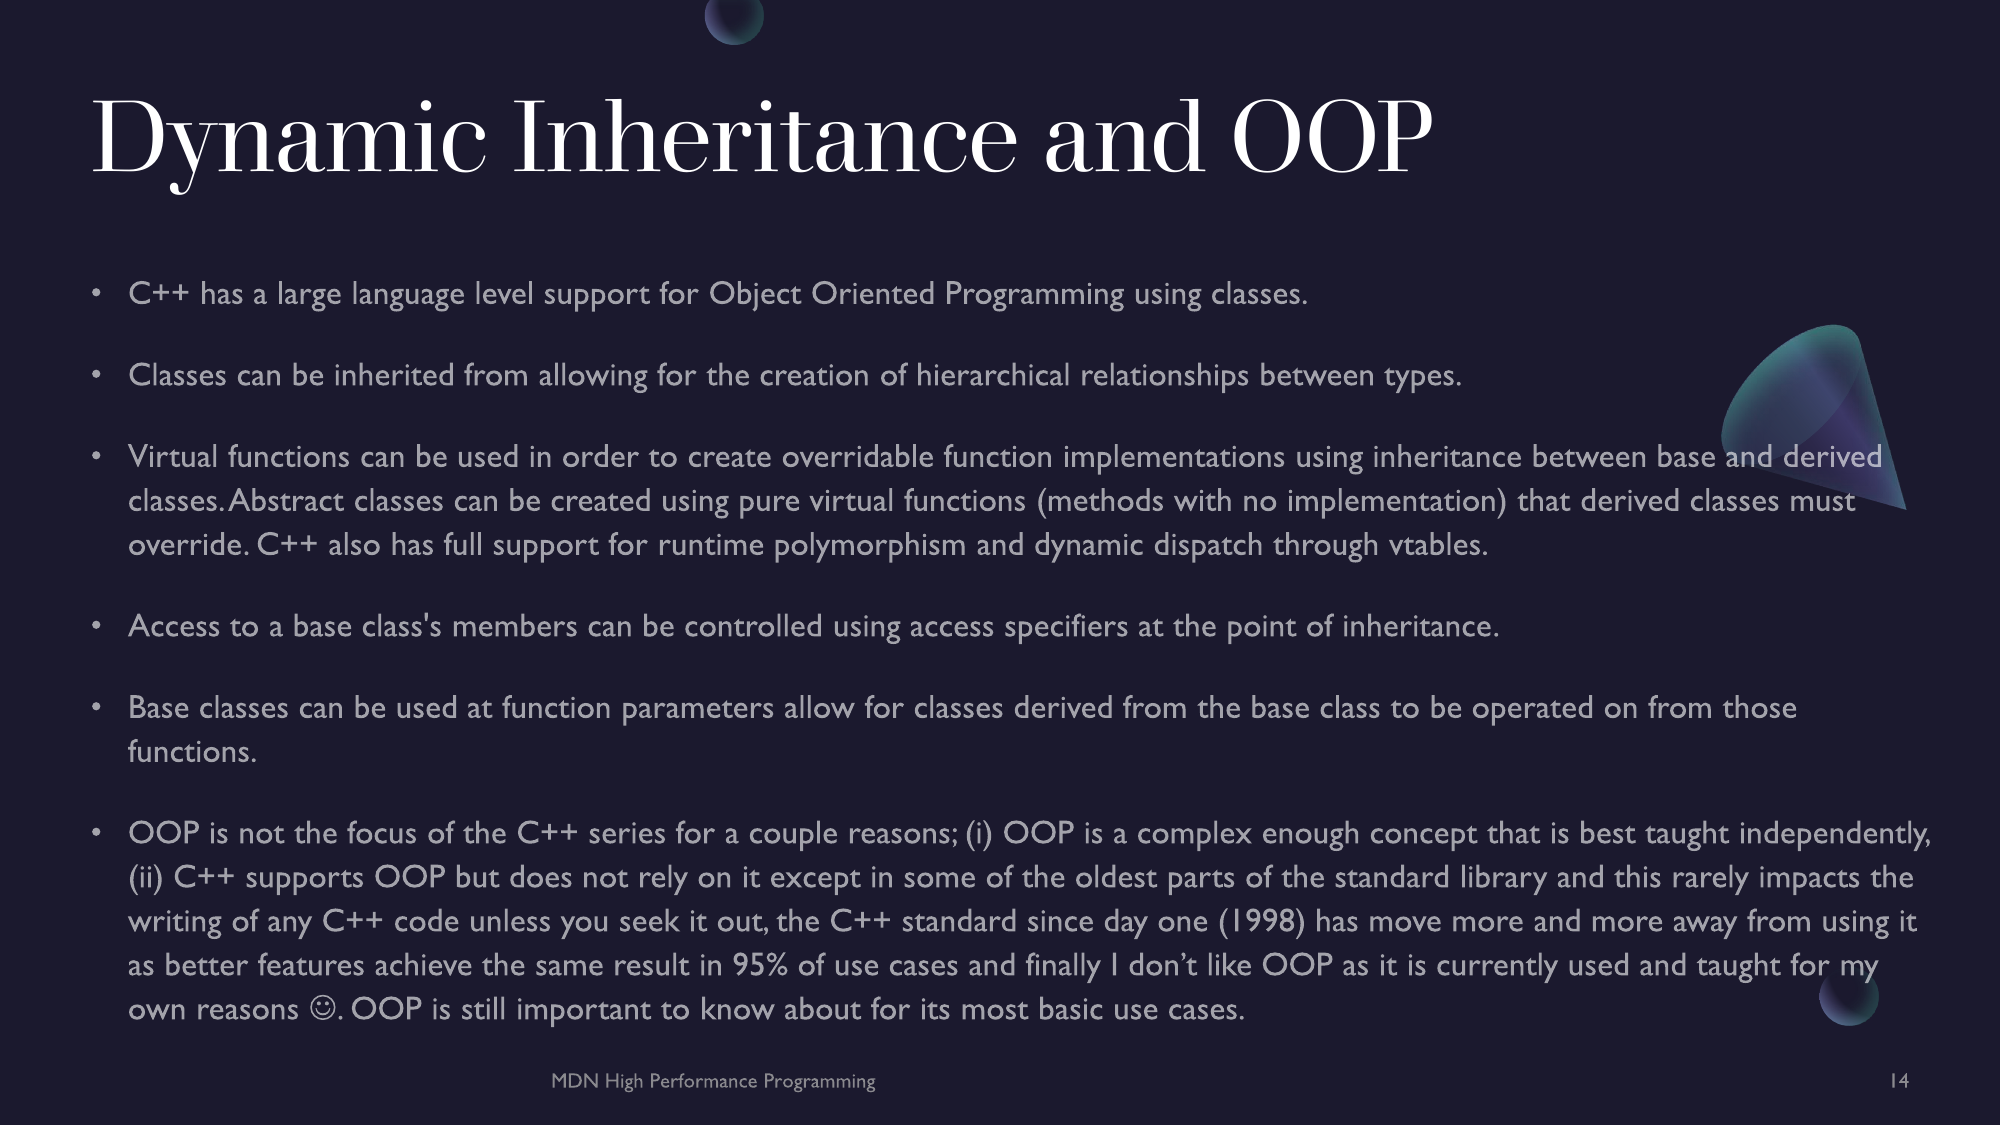 Dynamic Inheritance and OOP
• C++ has a large language level support for Object Oriented Programming using classes.
• Classes can be inherited from allowing for the creation of hierarchical relationships between types.
• Virtual functions can be used in order to create overridable function implementations using inheritance between base and derived
classes. Abstract classes can be created using pure virtual functions (methods with no implementation) that derived classes must
override. C++ also has full support for runtime polymorphism and dynamic dispatch through vtables.
• Access to a base class's members can be controlled using access specifiers at the point of inheritance.
• Base classes can be used at function parameters allow for classes derived from the base class to be operated on from those
functions.
• OOP is not the focus of the C++ series for a couple reasons; (i) OOP is a complex enough concept that is best taught independently,
(ii) C++ supports OOP but does not rely on it except in some of the oldest parts of the standard library and this rarely impacts the
writing of any C++ code unless you seek it out, the C++ standard since day one (1998) has move more and more away from using it
as better features achieve the same result in 95% of use cases and finally I don’t like OOP as it is currently used and taught for my
own reasons ☺. OOP is still important to know about for its most basic use cases.
MDN High Performance Programming
14